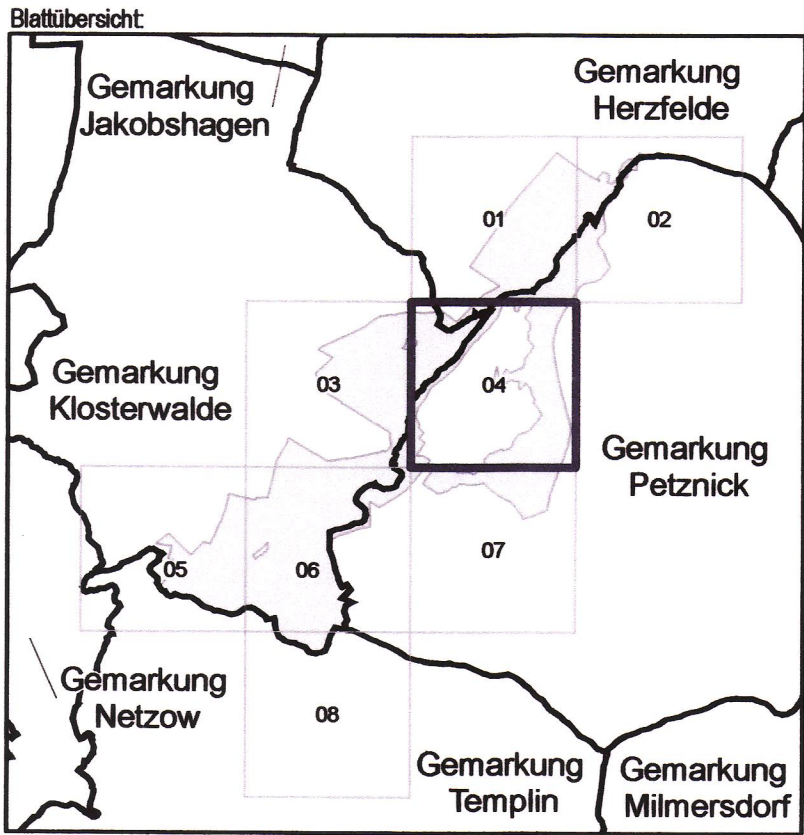 Blattübersicht:
Gemarkung
Jakobshagen
Gemarkung
Herzfelde
01
02
03
04
Gemarkung
Klosterwalde
Gemarkung
Petznick
05
06
07
Gemarkung
Netzow
08
Gemarkung
Templin
Gemarkung
Milmersdorf